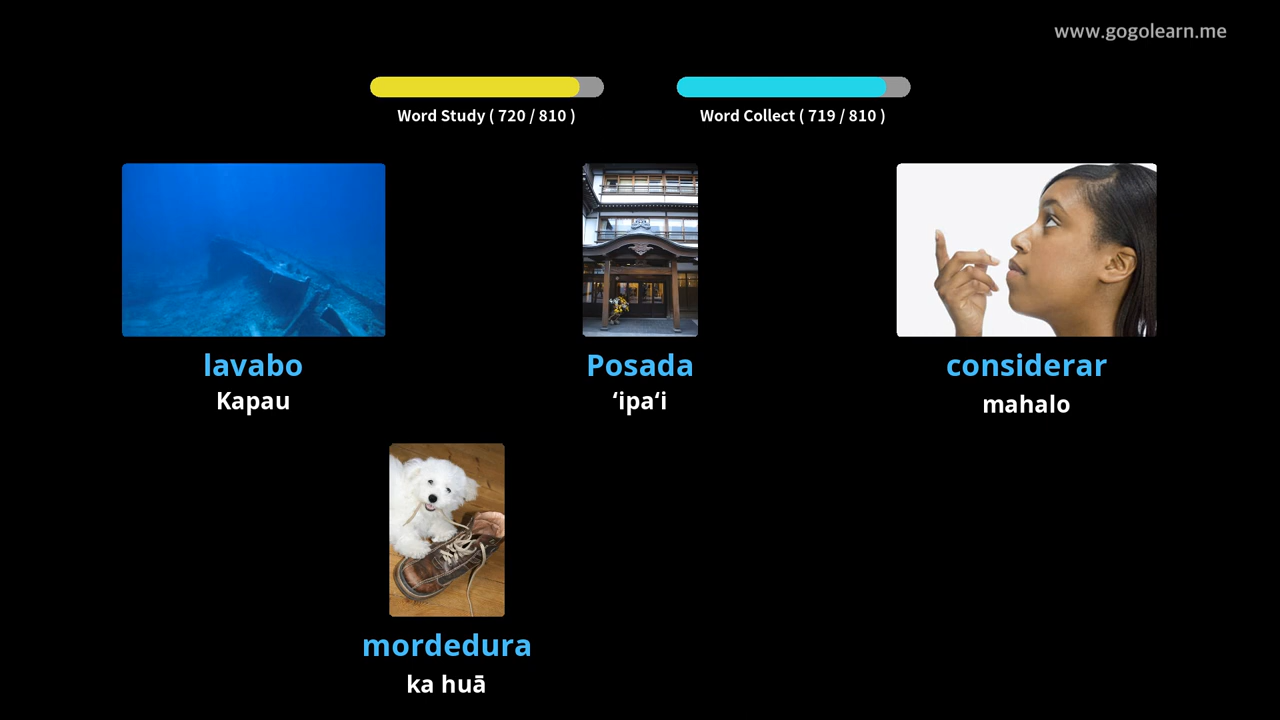 www.gogolearn.me
Word Study ( 720 / 810 )
Word Collect ( 719 / 810 )
lavabo
Kapau
Posada
ʻipaʻi
considerar
mahalo
mordedura
ka huā